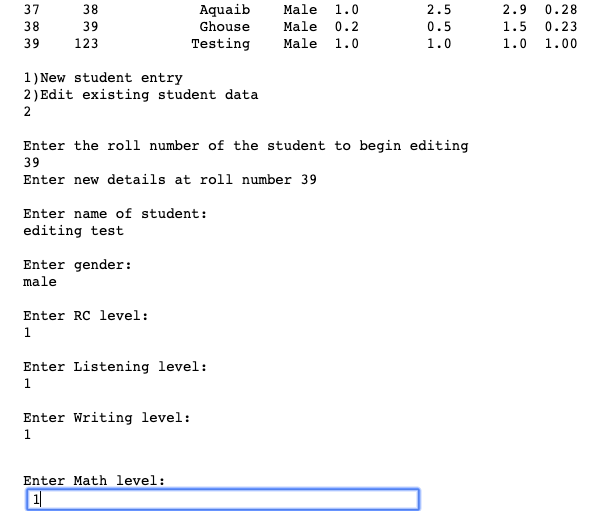 37 38 Aquaib Male 1.0 2.5 2.9 0.28
38 39 Ghouse Male 0.2 0.5 1.5 0.23
39 123 Testing Male 1.0 1.0 1.0 1.00
1)New student entry
2)Edit existing student data
2
Enter the roll number of the student to begin editing
39
Enter new details at roll number 39
Enter name of student:
editing test
Enter gender:
male
Enter RC level:
1
Enter Listening level:
1
Enter Writing level:
1
Enter Math level:
1